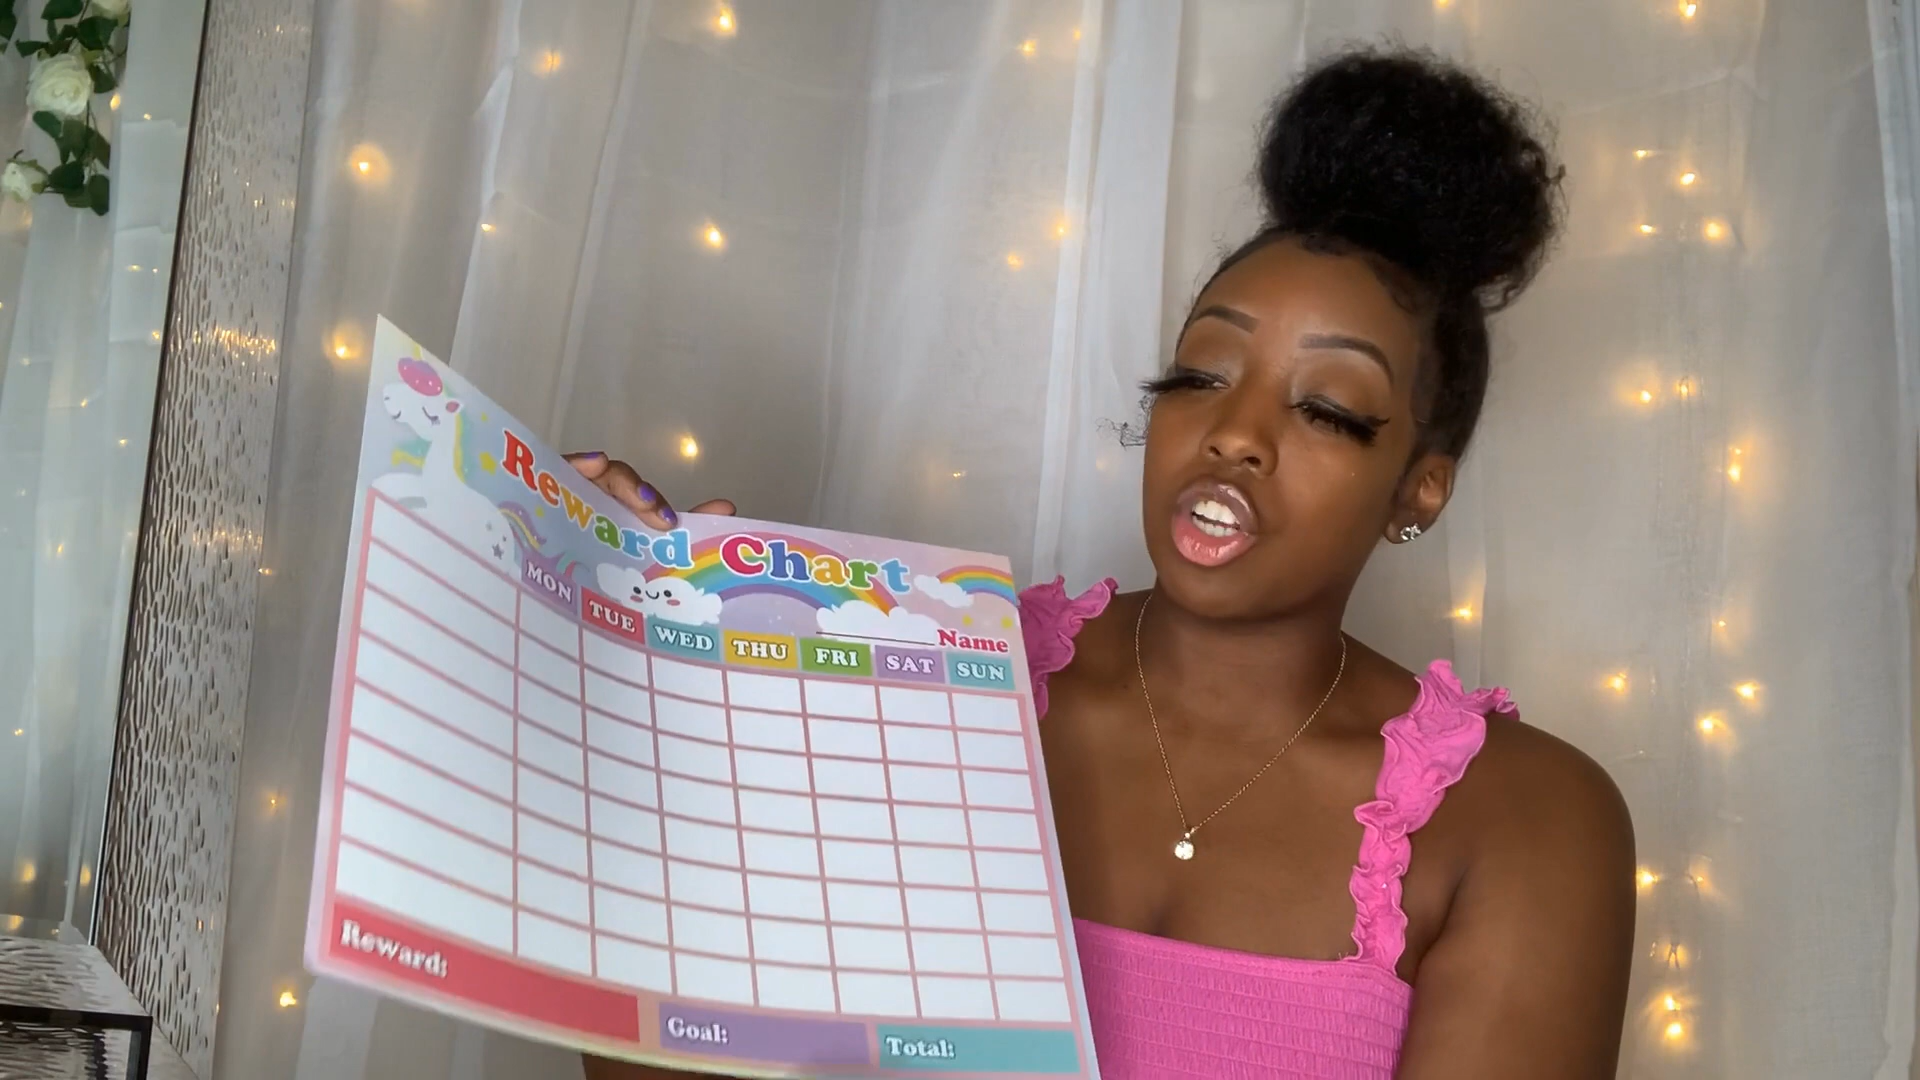 Reward Chart
Name
MON TUE WED THU FRI SAT SUN
Reward:
Goal:
Total: